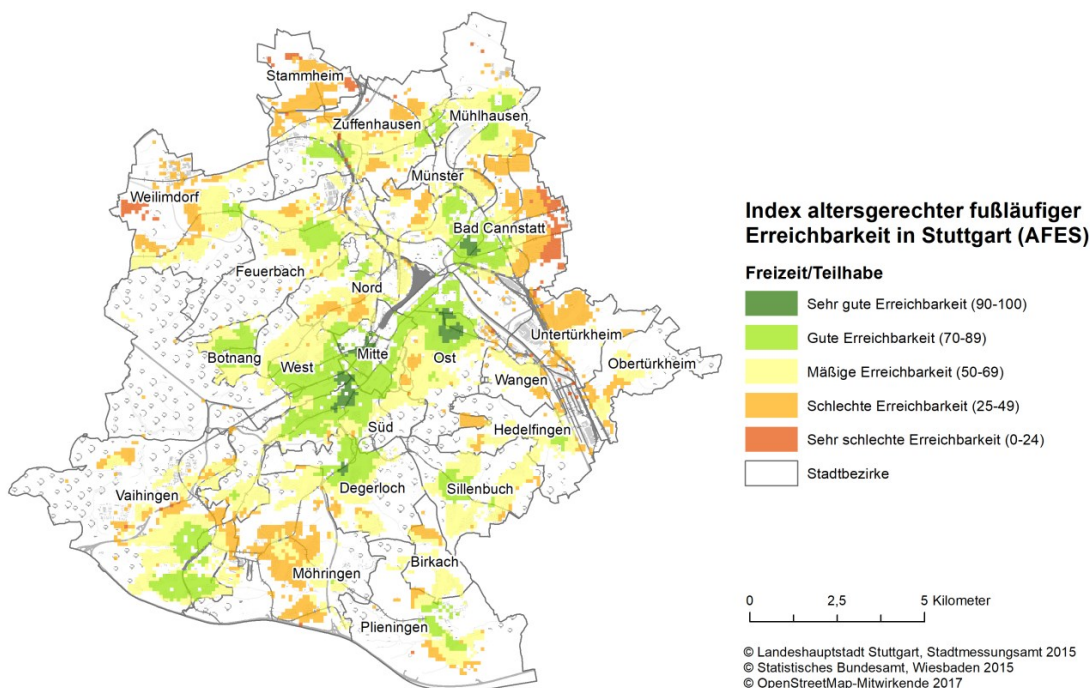 Stammheim
Zuffenhausen
Mühlhausen
Münster
Weilimdorf
Bad Cannstatt
Feuerbach
Nord
Untertürkheim
Botnang
West
Mitte
Ost
Obertürkheim
Wangen
Süd
Hedelfingen
Degerloch
Sillenbuch
Vaihingen
Birkach
Möhringen
Plieningen
Index altersgerechter fußläufiger
Erreichbarkeit in Stuttgart (AFES)
Freizeit/Teilhabe
Sehr gute Erreichbarkeit (90-100)
Gute Erreichbarkeit (70-89)
Mäßige Erreichbarkeit (50-69)
Schlechte Erreichbarkeit (25-49)
Sehr schlechte Erreichbarkeit (0-24)
Stadtbezirke
0 2,5 5 Kilometer
© Landeshauptstadt Stuttgart, Stadtmessungsamt 2015
© Statistisches Bundesamt, Wiesbaden 2015
© OpenStreetMap-Mitwirkende 2017